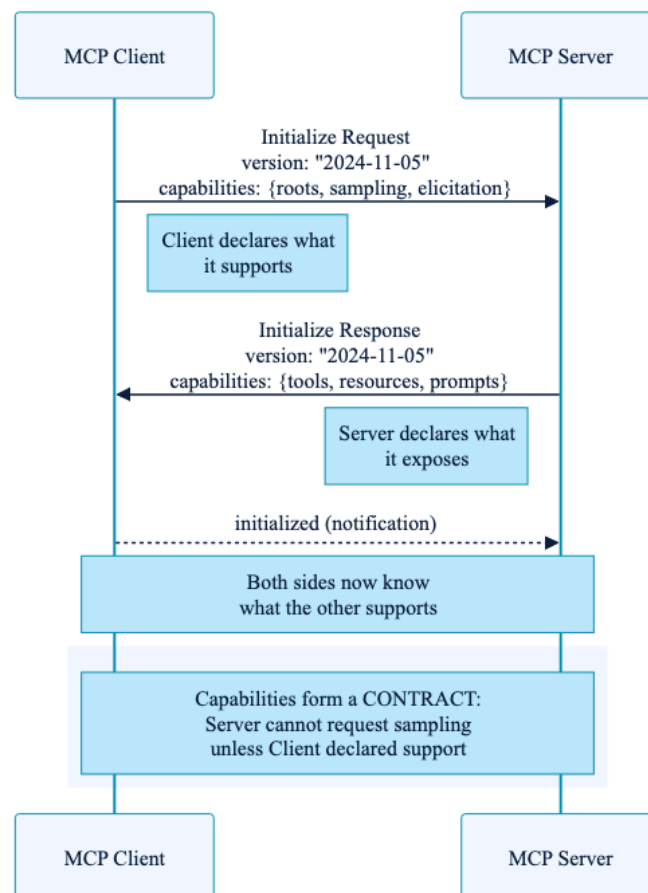 MCP Client
MCP Server
Initialize Request
version: "2024-11-05"
capabilities: {roots, sampling, elicitation}
Client declares what
it supports
Initialize Response
version: "2024-11-05"
capabilities: {tools, resources, prompts}
Server declares what
it exposes
initialized (notification)
Both sides now know
what the other supports
Capabilities form a CONTRACT:
Server cannot request sampling
unless Client declared support
MCP Client
MCP Server